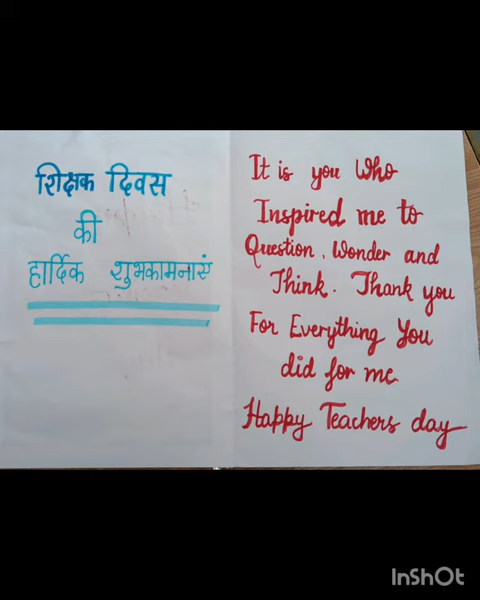 शिक्षक दिवस
की
हार्दिक शुभकामनासं
It is you Who
Inspired me to
Question, Wonder and
Think. Thank you
For Everything You
did for me
Happy Teachers day
InShOt